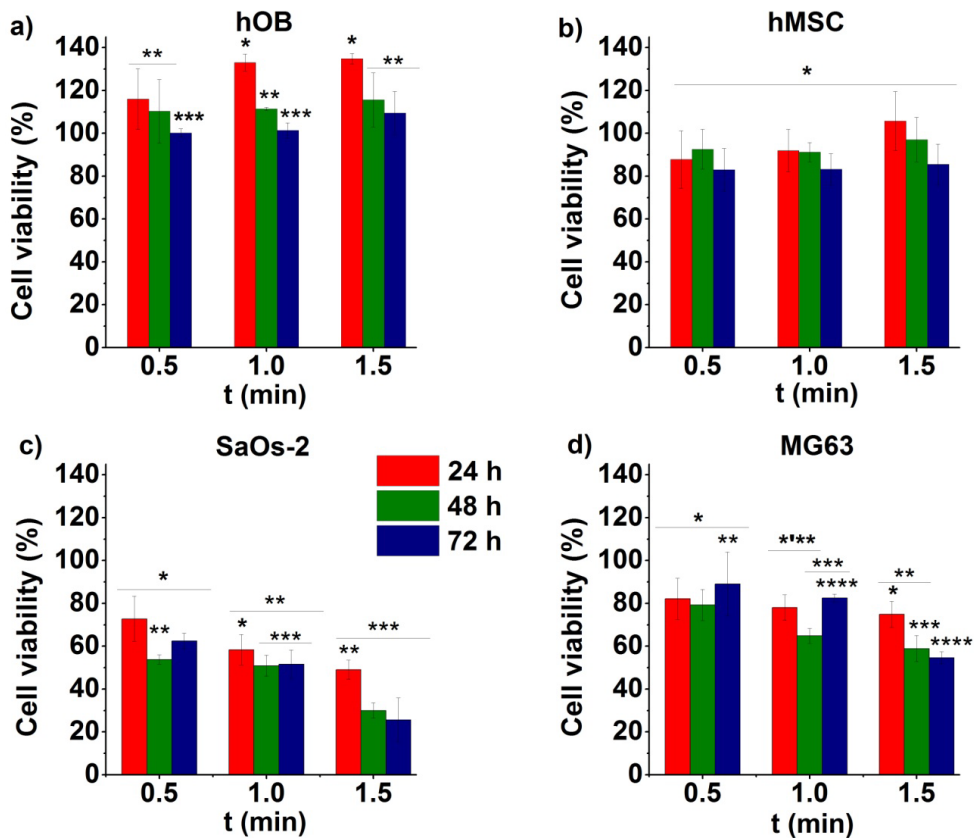 a) hOB
140
120
100
80
60
40
20
0
Cell viability (%)
** *** * ** *** * **
0.5 1.0 1.5
t (min)
b) hMSC
140
120
100
80
60
40
20
0
Cell viability (%)
*
0.5 1.0 1.5
t (min)
c) SaOs-2
140
120
100
80
60
40
20
0
Cell viability (%)
* ** ** * *** *** **
0.5 1.0 1.5
t (min)
24 h
48 h
72 h
d) MG63
140
120
100
80
60
40
20
0
Cell viability (%)
* ** *'** *** **** ** * *** ****
0.5 1.0 1.5
t (min)